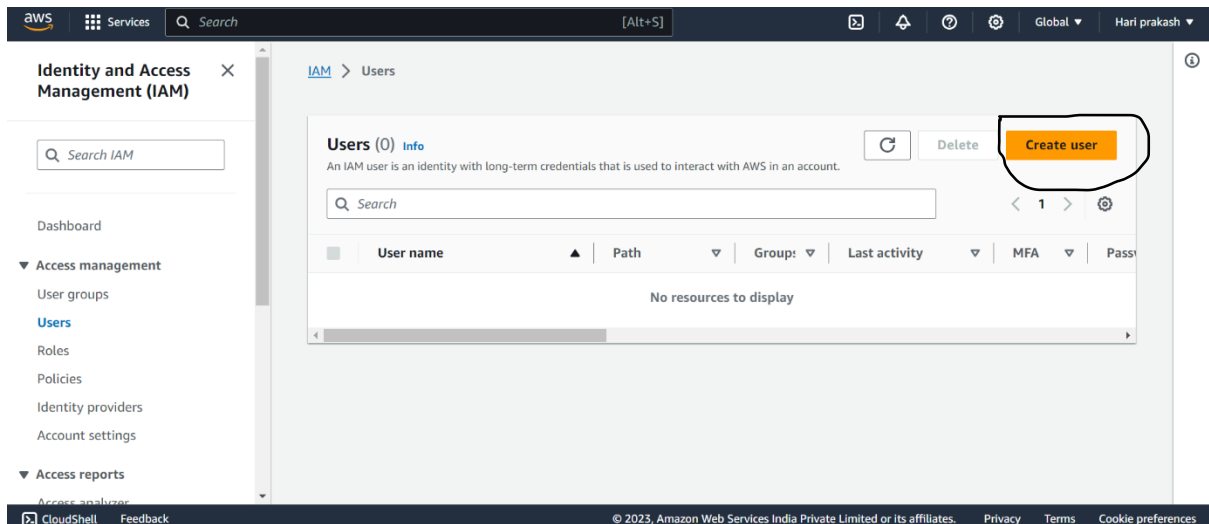 aws Services Search [Alt+S] Global ▼ Hari prakash ▼
Identity and Access
Management (IAM)
Search IAM
Dashboard
▼ Access management
User groups
Users
Roles
Policies
Identity providers
Account settings
▼ Access reports
Access analyzer
IAM > Users
Users (0) Info
Delete
Create user
An IAM user is an identity with long-term credentials that is used to interact with AWS in an account.
Search
< 1 >
User name ▲ Path ▽ Group: ▽ Last activity ▽ MFA ▽ Passv
No resources to display
CloudShell Feedback © 2023, Amazon Web Services India Private Limited or its affiliates. Privacy Terms Cookie preferences